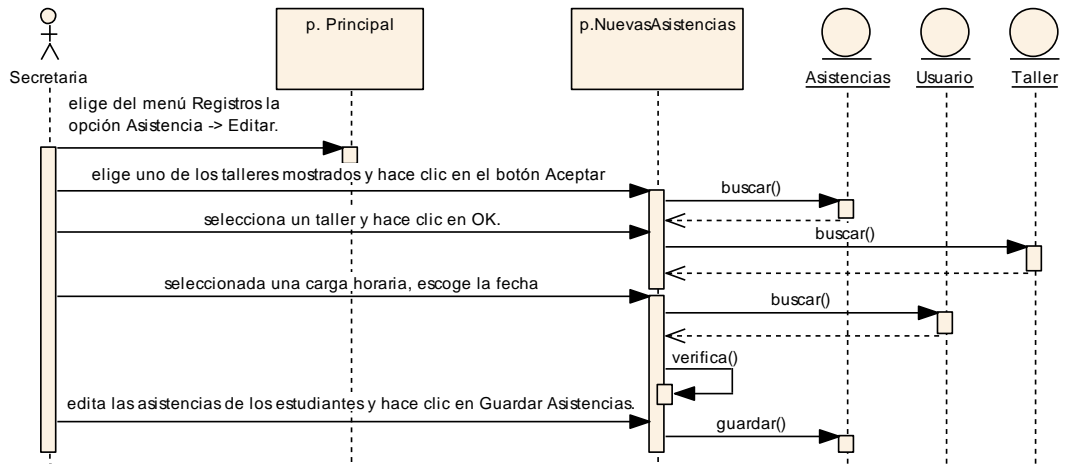 p. Principal
p.NuevasAsistencias
Secretaria
Asistencias
Usuario
Taller
elige del menú Registros la
opción Asistencia -> Editar.
elige uno de los talleres mostrados y hace clic en el botón Aceptar
buscar()
selecciona un taller y hace clic en OK.
buscar()
seleccionada una carga horaria, escoge la fecha
buscar()
verifica()
edita las asistencias de los estudiantes y hace clic en Guardar Asistencias.
guardar()